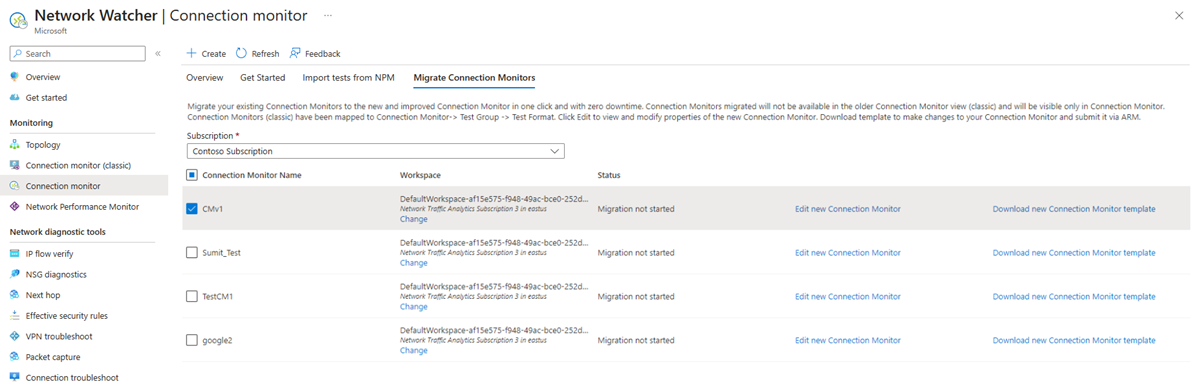 Network Watcher | Connection monitor ...
Microsoft
Search
«
Overview
Get started
Monitoring
Topology
Connection monitor (classic)
Connection monitor
Network Performance Monitor
Network diagnostic tools
IP flow verify
NSG diagnostics
Next hop
Effective security rules
VPN troubleshoot
Packet capture
Connection troubleshoot
Create Refresh Feedback
Overview Get Started Import tests from NPM Migrate Connection Monitors
Migrate your existing Connection Monitors to the new and improved Connection Monitor in one click and with zero downtime. Connection Monitors migrated will not be available in the older Connection Monitor view (classic) and will be visible only in Connection Monitor.
Connection Monitors (classic) have been mapped to Connection Monitor-> Test Group -> Test Format. Click Edit to view and modify properties of the new Connection Monitor. Download template to make changes to your Connection Monitor and submit it via ARM.
Subscription *
Contoso Subscription
Connection Monitor Name Workspace Status
DefaultWorkspace-af15e575-f948-49ac-bce0-252d...
CMv1 Network Traffic Analytics Subscription 3 in eastus Migration not started Edit new Connection Monitor Download new Connection Monitor template
Change
DefaultWorkspace-af15e575-f948-49ac-bce0-252d...
Sumit_Test Network Traffic Analytics Subscription 3 in eastus Migration not started Edit new Connection Monitor Download new Connection Monitor template
Change
DefaultWorkspace-af15e575-f948-49ac-bce0-252d...
TestCM1 Network Traffic Analytics Subscription 3 in eastus Migration not started Edit new Connection Monitor Download new Connection Monitor template
Change
DefaultWorkspace-af15e575-f948-49ac-bce0-252d...
google2 Network Traffic Analytics Subscription 3 in eastus Migration not started Edit new Connection Monitor Download new Connection Monitor template
Change